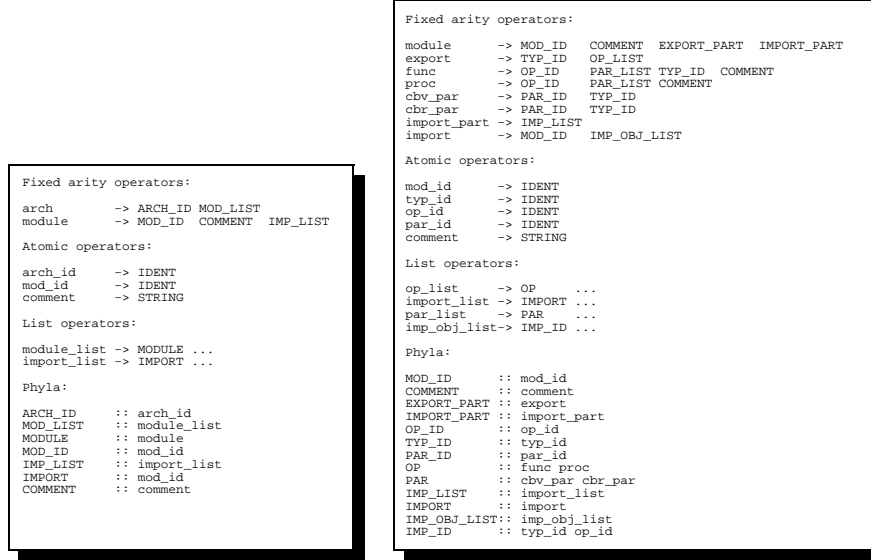 Fixed arity operators:
arch -> ARCH_ID MOD_LIST
module -> MOD_ID COMMENT IMP_LIST
Atomic operators:
arch_id -> IDENT
mod_id -> IDENT
comment -> STRING
List operators:
module_list -> MODULE ...
import_list -> IMPORT ...
Phyla:
ARCH_ID :: arch_id
MOD_LIST :: module_list
MODULE :: module
MOD_ID :: mod_id
IMP_LIST :: import_list
IMPORT :: mod_id
COMMENT :: comment
Fixed arity operators:
module -> MOD_ID COMMENT EXPORT_PART IMPORT_PART
export -> TYP_ID OP_LIST
func -> OP_ID PAR_LIST TYP_ID COMMENT
proc -> OP_ID PAR_LIST COMMENT
cbv_par -> PAR_ID TYP_ID
cbr_par -> PAR_ID TYP_ID
import_part -> IMP_LIST
import -> MOD_ID IMP_OBJ_LIST
Atomic operators:
mod_id -> IDENT
typ_id -> IDENT
op_id -> IDENT
par_id -> IDENT
comment -> STRING
List operators:
op_list -> OP ...
import_list -> IMPORT ...
par_list -> PAR ...
imp_obj_list-> IMP_ID ...
Phyla:
MOD_ID :: mod_id
COMMENT :: comment
EXPORT_PART :: export
IMPORT_PART :: import_part
OP_ID :: op_id
TYP_ID :: typ_id
PAR_ID :: par_id
OP :: func proc
PAR :: cbv_par cbr_par
IMP_LIST :: import_list
IMPORT :: import
IMP_OBJ_LIST:: imp_obj_list
IMP_ID :: typ_id op_id